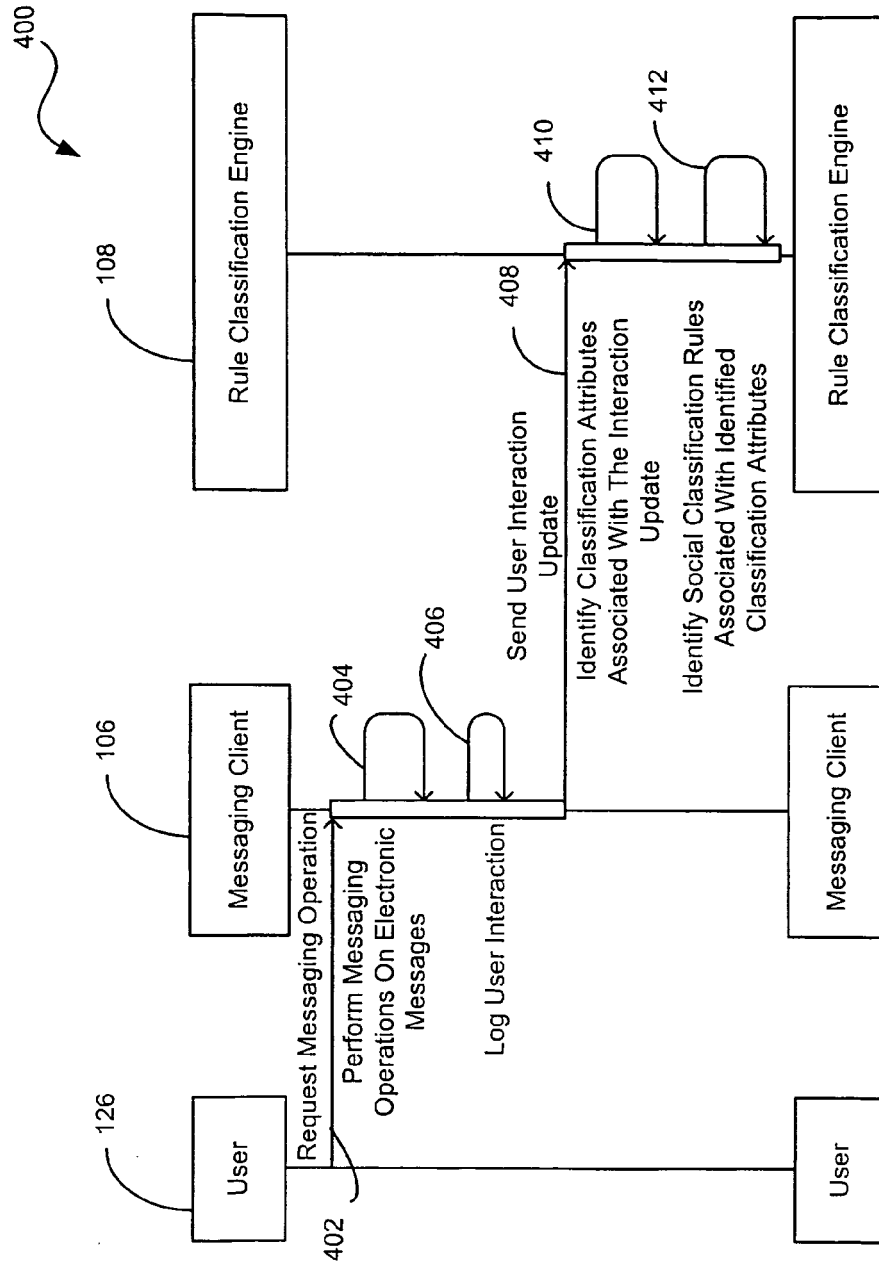 400
126
106
108
User
Messaging Client
Rule Classification Engine
Request Messaging Operation
402
Perform Messaging
Operations On Electronic
Messages
404
Log User Interaction
406
Send User Interaction
Update
408
Identify Classification Attributes
Associated With The Interaction
Update
410
Identify Social Classification Rules
Associated With Identified
Classification Attributes
412
User
Messaging Client
Rule Classification Engine